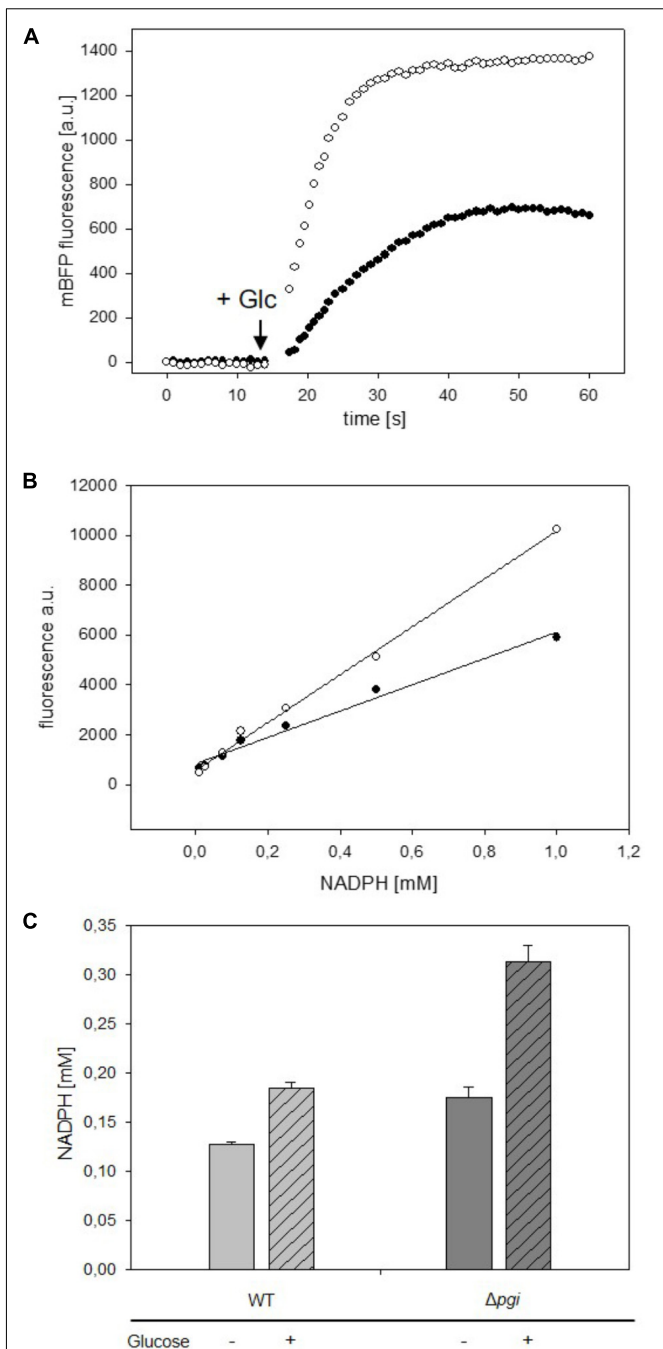 A
1400
1200
1000
800
600
400
200
0
mBFP fluorescence [a.u.]
+ Glc
0 10 20 30 40 50 60
time [s]
B
12000
10000
8000
6000
4000
2000
0
fluorescence a.u.
0,0 0,2 0,4 0,6 0,8 1,0 1,2
NADPH [mM]
C
0,35
0,30
0,25
0,20
0,15
0,10
0,05
0,00
NADPH [mM]
WT Δpgi
Glucose - + - +